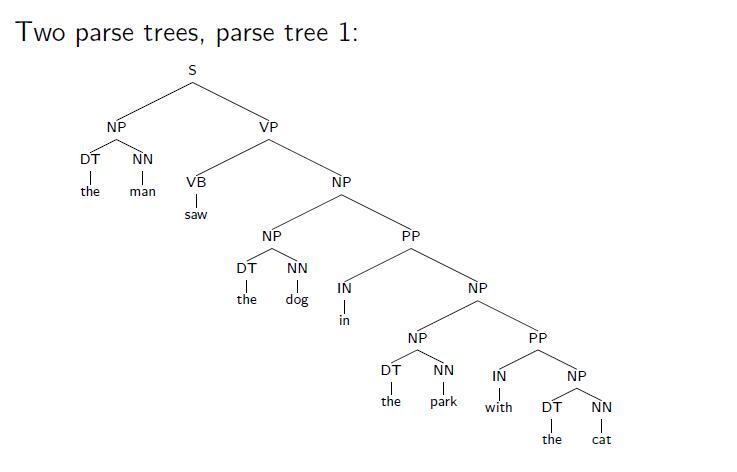 Two parse trees, parse tree 1:
S
NP VP
DT NN
the man
VB NP
saw
NP PP
DT NN
the dog
IN NP
in
NP PP
DT NN
the park
IN NP
with
DT NN
the cat